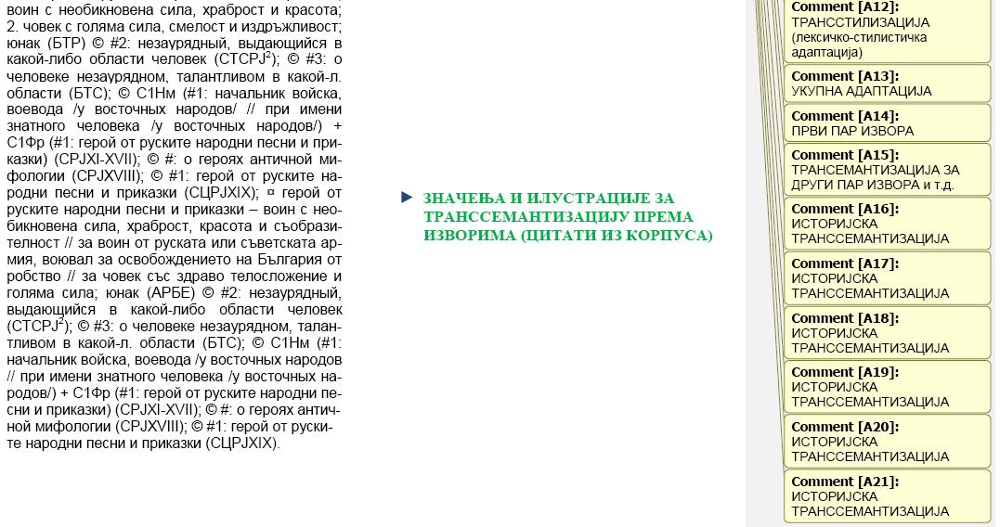 воин с необикновена сила, храброст и красота;
2. човек с голяма сила, смелост и издръжливост;
юнак (БТР) © #2: незаурядный, выдающийся в
какой-либо области человек (СТСРЈ²); © #3: о
человеке незаурядном, талантливом в какой-л.
области (БТС); © С1Нм (#1: начальник войска,
воевода /у восточных народов/ // при имени
знатного человека /у восточных народов/) +
С1Фр (#1: герой от руските народни песни и при-
казки) (СРЈXI-XVII); © #: о героях античной ми-
фологии (СРЈXVIII); © #1: герой от руските на-
родни песни и приказки (СЦРЈXIX); ¤ герой от
руските народни песни и приказки – воин с нео-
бикновена сила, храброст, красота и съобрази-
телност // за воин от руската или съветската ар-
мия, воювал за освобождението на България от
робство // за човек със здраво телосложение и
голяма сила; юнак (АРБЕ) © #2: незаурядный,
выдающийся в какой-либо области человек
(СТСРЈ²); © #3: о человеке незаурядном, талан-
тливом в какой-л. области (БТС); © С1Нм (#1:
начальник войска, воевода /у восточных народов
// при имени знатного человека /у восточных на-
родов/) + С1Фр (#1: герой от руските народни пе-
сни и приказки) (СРЈXI-XVII); © #: о героях антич-
ной мифологии (СРЈXVIII); © #1: герой от руски-
те народни песни и приказки (СЦРЈXIX).
► ЗНАЧЕЊА И ИЛУСТРАЦИЈЕ ЗА
ТРАНССЕМАНТИЗАЦИЈУ ПРЕМА
ИЗВОРИМА (ЦИТАТИ ИЗ КОРПУСА)
Comment [A12]:
ТРАНССТИЛИЗАЦИЈА
(лексичко-стилистичка
адаптација)
Comment [A13]:
УКУПНА АДАПТАЦИЈА
Comment [A14]:
ПРВИ ПАР ИЗВОРА
Comment [A15]:
ТРАНСЕМАНТИЗАЦИЈА ЗА
ДРУГИ ПАР ИЗВОРА и т.д.
Comment [A16]:
ИСТОРИЈСКА
ТРАНССЕМАНТИЗАЦИЈА
Comment [A17]:
ИСТОРИЈСКА
ТРАНССЕМАНТИЗАЦИЈА
Comment [A18]:
ИСТОРИЈСКА
ТРАНССЕМАНТИЗАЦИЈА
Comment [A19]:
ИСТОРИЈСКА
ТРАНССЕМАНТИЗАЦИЈА
Comment [A20]:
ИСТОРИЈСКА
ТРАНССЕМАНТИЗАЦИЈА
Comment [A21]:
ИСТОРИЈСКА
ТРАНССЕМАНТИЗАЦИЈА